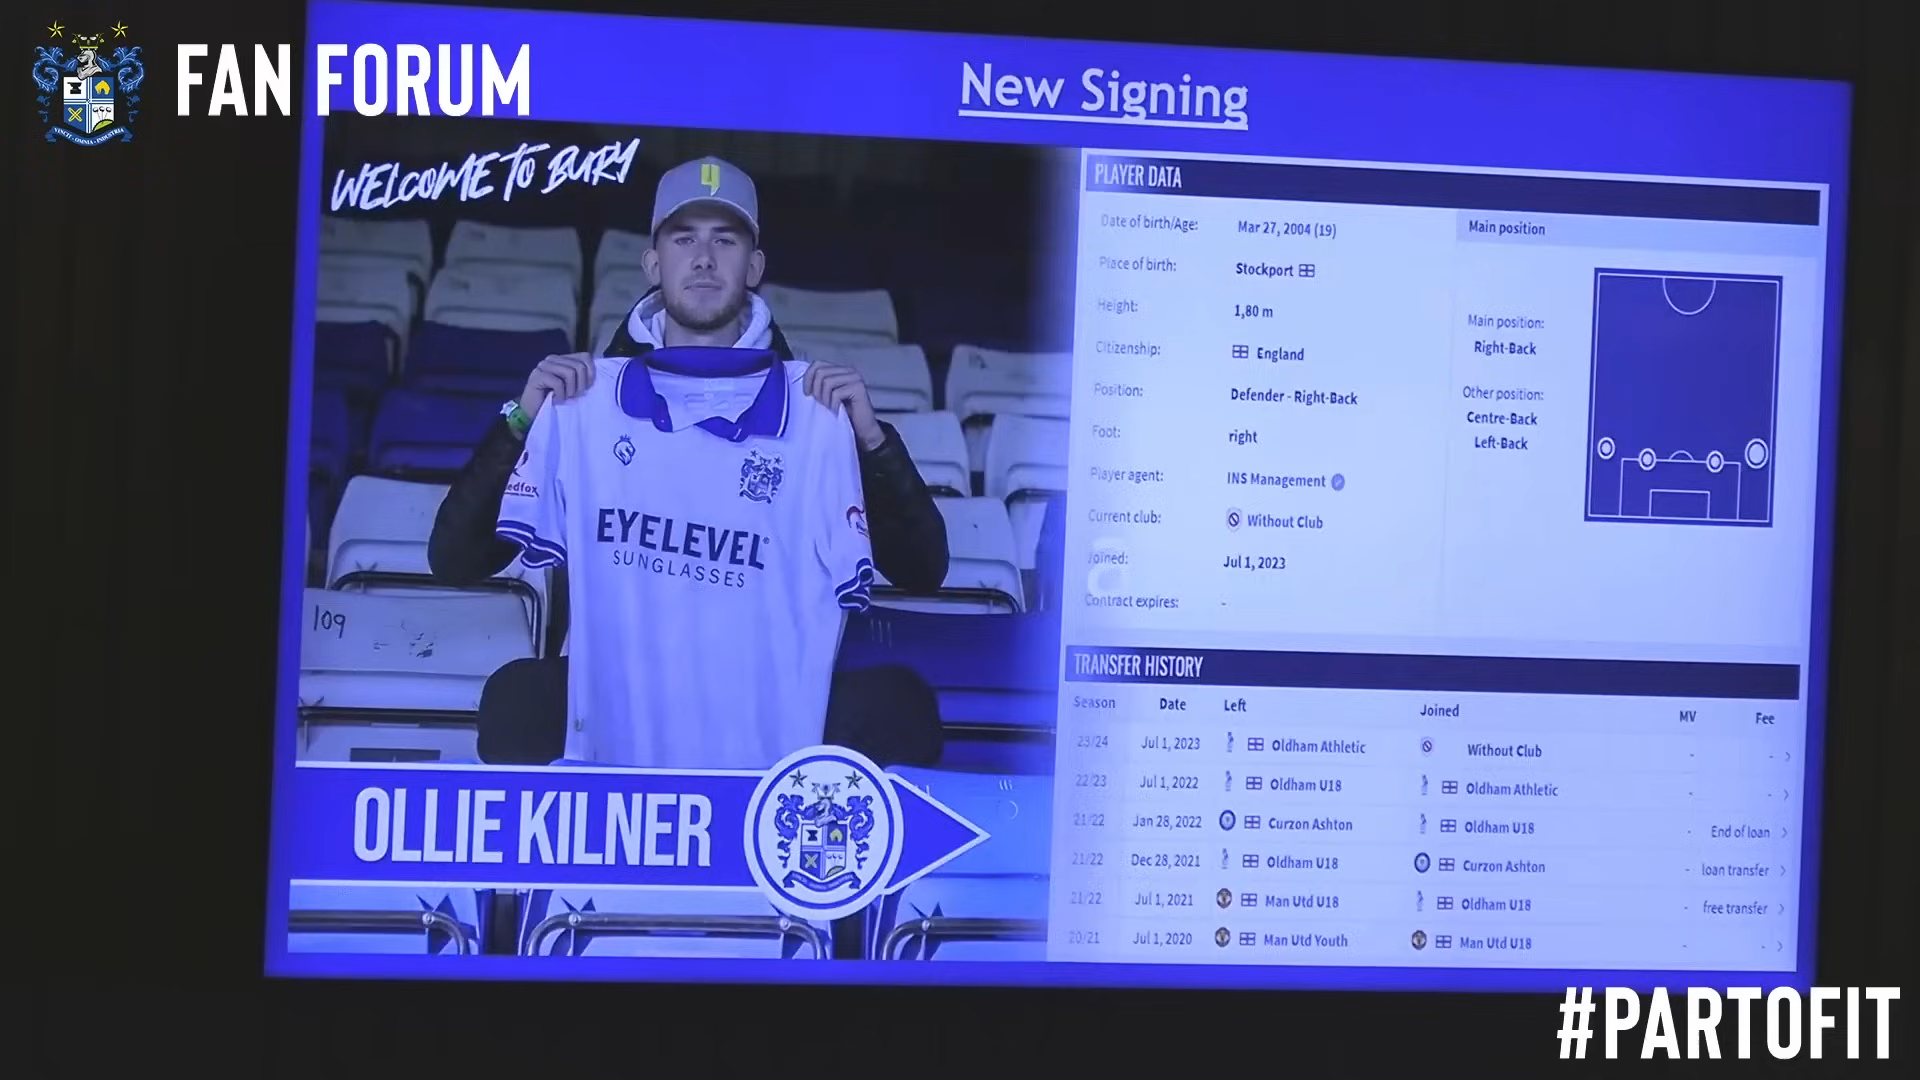 FAN FORUM
New Signing
WELCOME TO BURY
PLAYER DATA
Date of birth/Age: Mar 27, 2004 (19)
Place of birth: Stockport
Height: 1,80 m
Citizenship: England
Position: Defender - Right-Back
Foot: right
Player agent: INS Management
Current club: Without Club
Joined: Jul 1, 2023
Contract expires: -
Main position
Main position:
Right-Back
Other position:
Centre-Back
Left-Back
edfox
EYELEVEL
SUNGLASSES
109
OLLIE KILNER
TRANSFER HISTORY
Season Date Left Joined MV Fee
23/24 Jul 1, 2023 Oldham Athletic Without Club - -
22/23 Jul 1, 2022 Oldham U18 Oldham Athletic - -
21/22 Jan 28, 2022 Curzon Ashton Oldham U18 - End of loan
21/22 Dec 28, 2021 Oldham U18 Curzon Ashton - loan transfer
21/22 Jul 1, 2021 Man Utd U18 Oldham U18 - free transfer
20/21 Jul 1, 2020 Man Utd Youth Man Utd U18 - -
#PARTOFIT